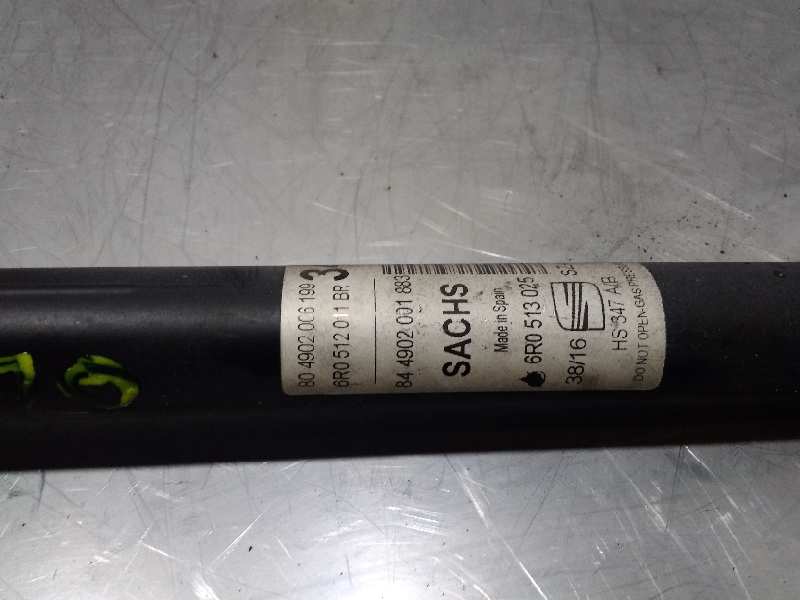 80 4902 006 199
6R0 512 011 BR
84 4902 001 883
SACHS
Made in Spain
6R0 513 025
38/16
HS 347 A/B
DO NOT OPEN-GAS PRESS